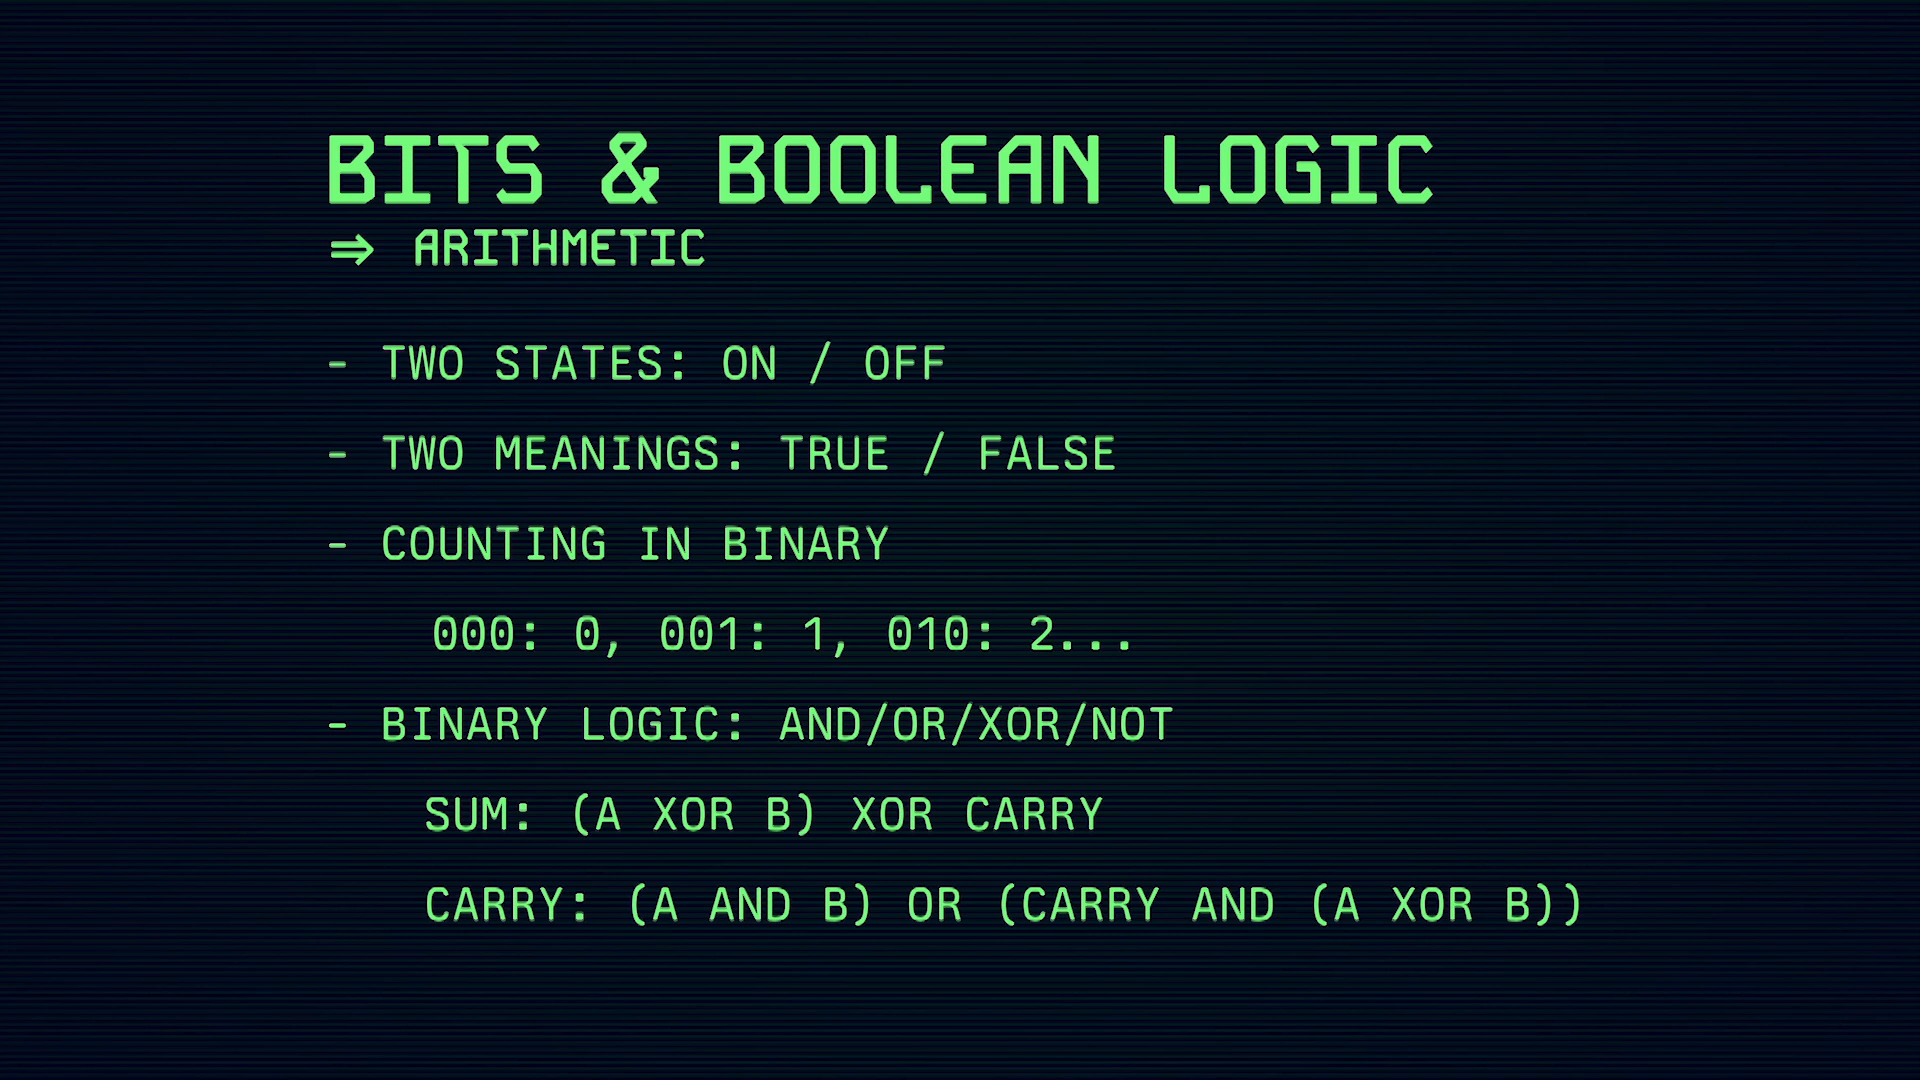 BITS & BOOLEAN LOGIC
⇒ ARITHMETIC
- TWO STATES: ON / OFF
- TWO MEANINGS: TRUE / FALSE
- COUNTING IN BINARY
000: 0, 001: 1, 010: 2...
- BINARY LOGIC: AND/OR/XOR/NOT
SUM: (A XOR B) XOR CARRY
CARRY: (A AND B) OR (CARRY AND (A XOR B))